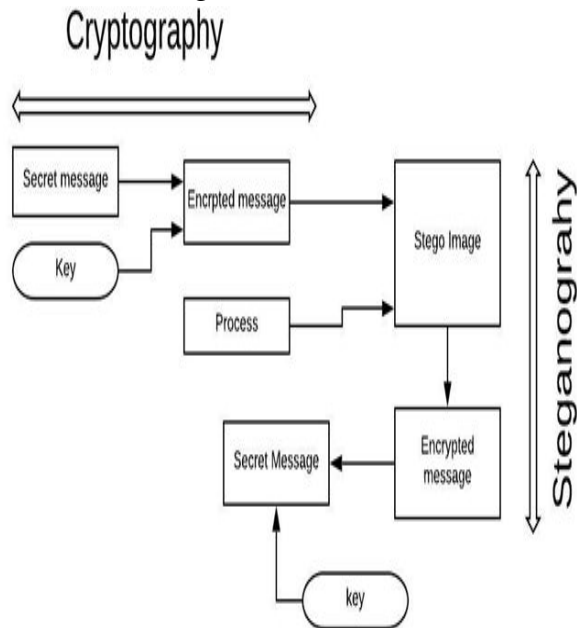 Cryptography
Secret message
Encrpted message
Key
Stego Image
Process
Steganograhy
Secret Message
Encrypted
message
key